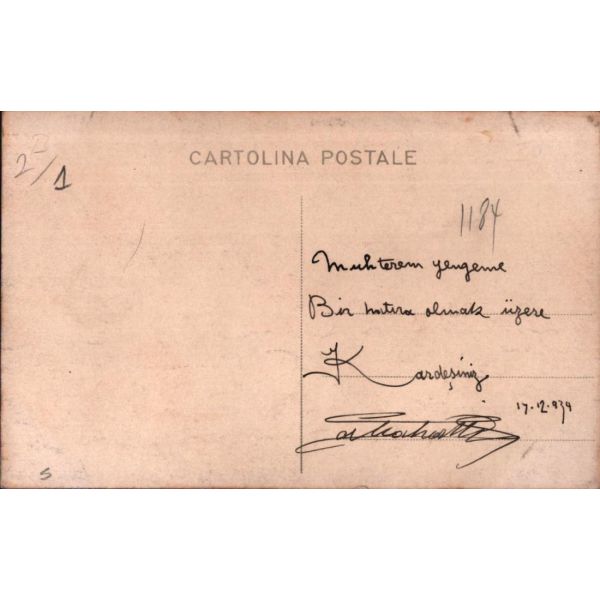 CARTOLINA POSTALE
2
/1
1184
Muhterem yengeme
Bir hatıra olmak üzere
Kardeşiniz
17.12.939
s